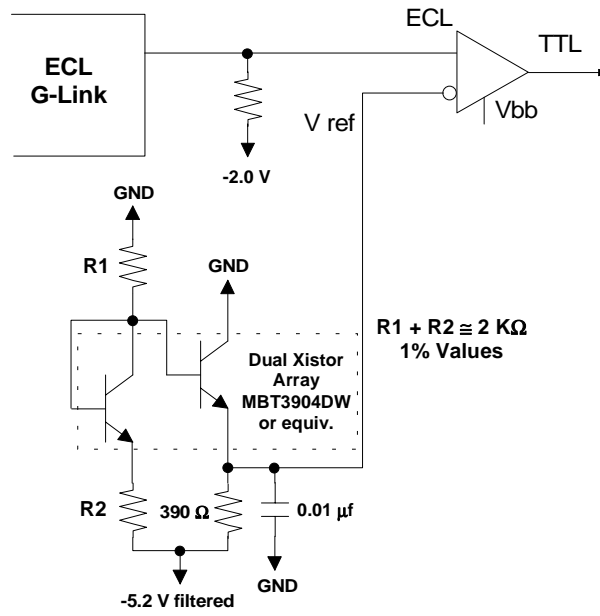 ECL
G-Link
ECL
TTL
Vbb
V ref
-2.0 V
GND
R1
GND
R1 + R2 ≅ 2 KΩ
1% Values
Dual Xistor
Array
MBT3904DW
or equiv.
R2
390 Ω
0.01 μf
GND
-5.2 V filtered